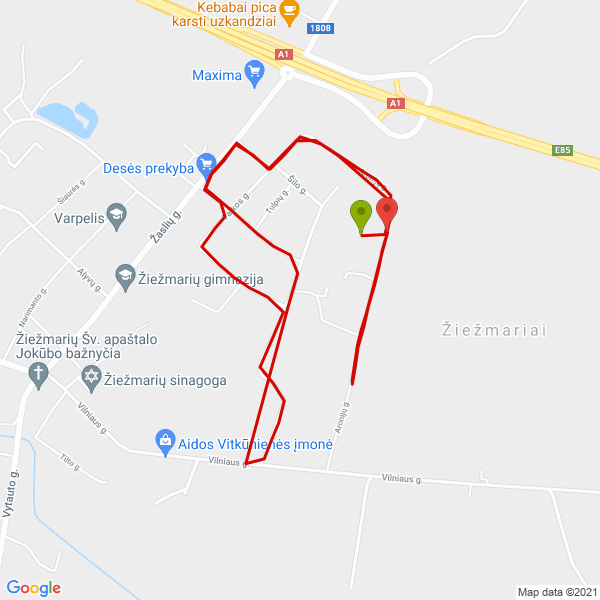 Kebabai pica
karsti uzkandziai
1808
A1
Maxima
A1
E85
Desės prekyba
Šilo g.
Šiaurės g.
Tulpių g.
Varpelis
Žaslių g.
Žiežmarių gimnazija
Alyvų g.
Narimanto g.
Žiežmariai
Žiežmarių Šv. apaštalo
Jokūbo bažnyčia
Žiežmarių sinagoga
Aronijų g.
Vilniaus g.
Aidos Vitkūnienės įmonė
Tilto g.
Vilniaus g.
Vilniaus g.
Vytauto g.
Google
Map data ©2021